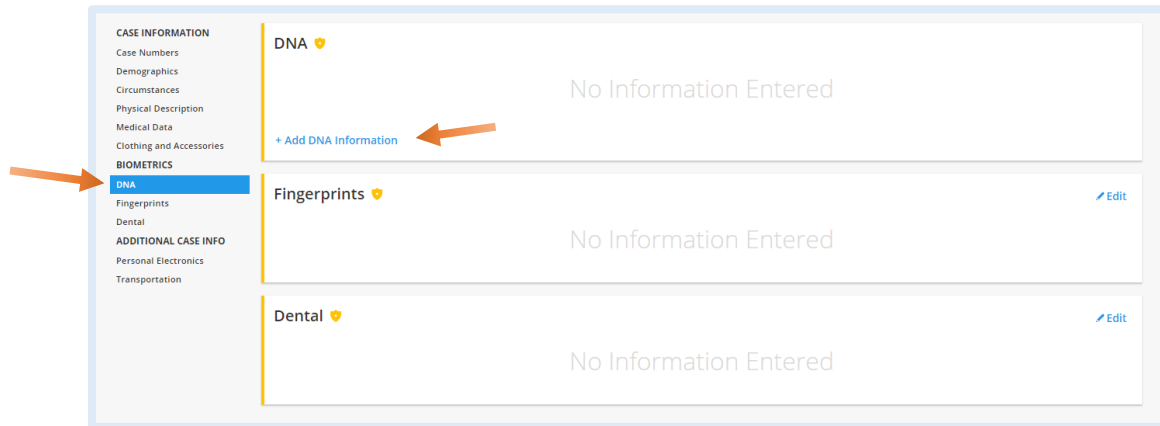 CASE INFORMATION
Case Numbers
Demographics
Circumstances
Physical Description
Medical Data
Clothing and Accessories
BIOMETRICS
DNA
Fingerprints
Dental
ADDITIONAL CASE INFO
Personal Electronics
Transportation
DNA
No Information Entered
+ Add DNA Information
Fingerprints
Edit
No Information Entered
Dental
Edit
No Information Entered